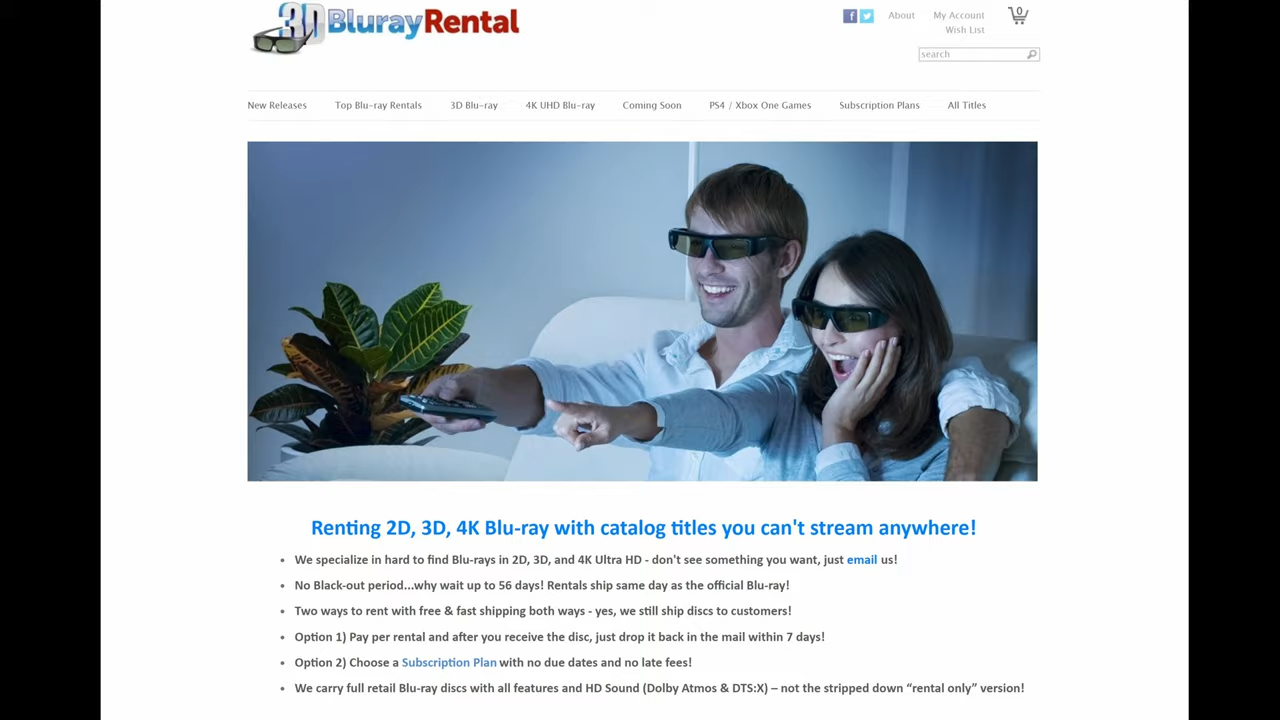 3D Bluray Rental
About
My Account
0
Wish List
search
New Releases
Top Blu-ray Rentals
3D Blu-ray
4K UHD Blu-ray
Coming Soon
PS4 / Xbox One Games
Subscription Plans
All Titles
Renting 2D, 3D, 4K Blu-ray with catalog titles you can't stream anywhere!
• We specialize in hard to find Blu-rays in 2D, 3D, and 4K Ultra HD - don't see something you want, just email us!
• No Black-out period...why wait up to 56 days! Rentals ship same day as the official Blu-ray!
• Two ways to rent with free & fast shipping both ways - yes, we still ship discs to customers!
• Option 1) Pay per rental and after you receive the disc, just drop it back in the mail within 7 days!
• Option 2) Choose a Subscription Plan with no due dates and no late fees!
• We carry full retail Blu-ray discs with all features and HD Sound (Dolby Atmos & DTS:X) – not the stripped down “rental only” version!